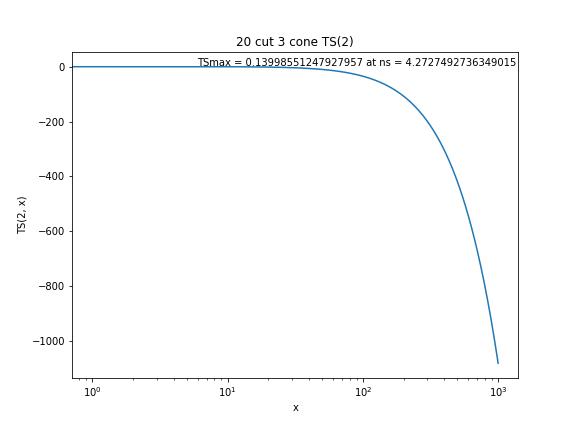 20 cut 3 cone TS(2)
TSmax = 0.13998551247927957 at ns = 4.2727492736349015
0
−200
−400
−600
−800
−1000
TS(2, x)
10⁰ 10¹ 10² 10³
x